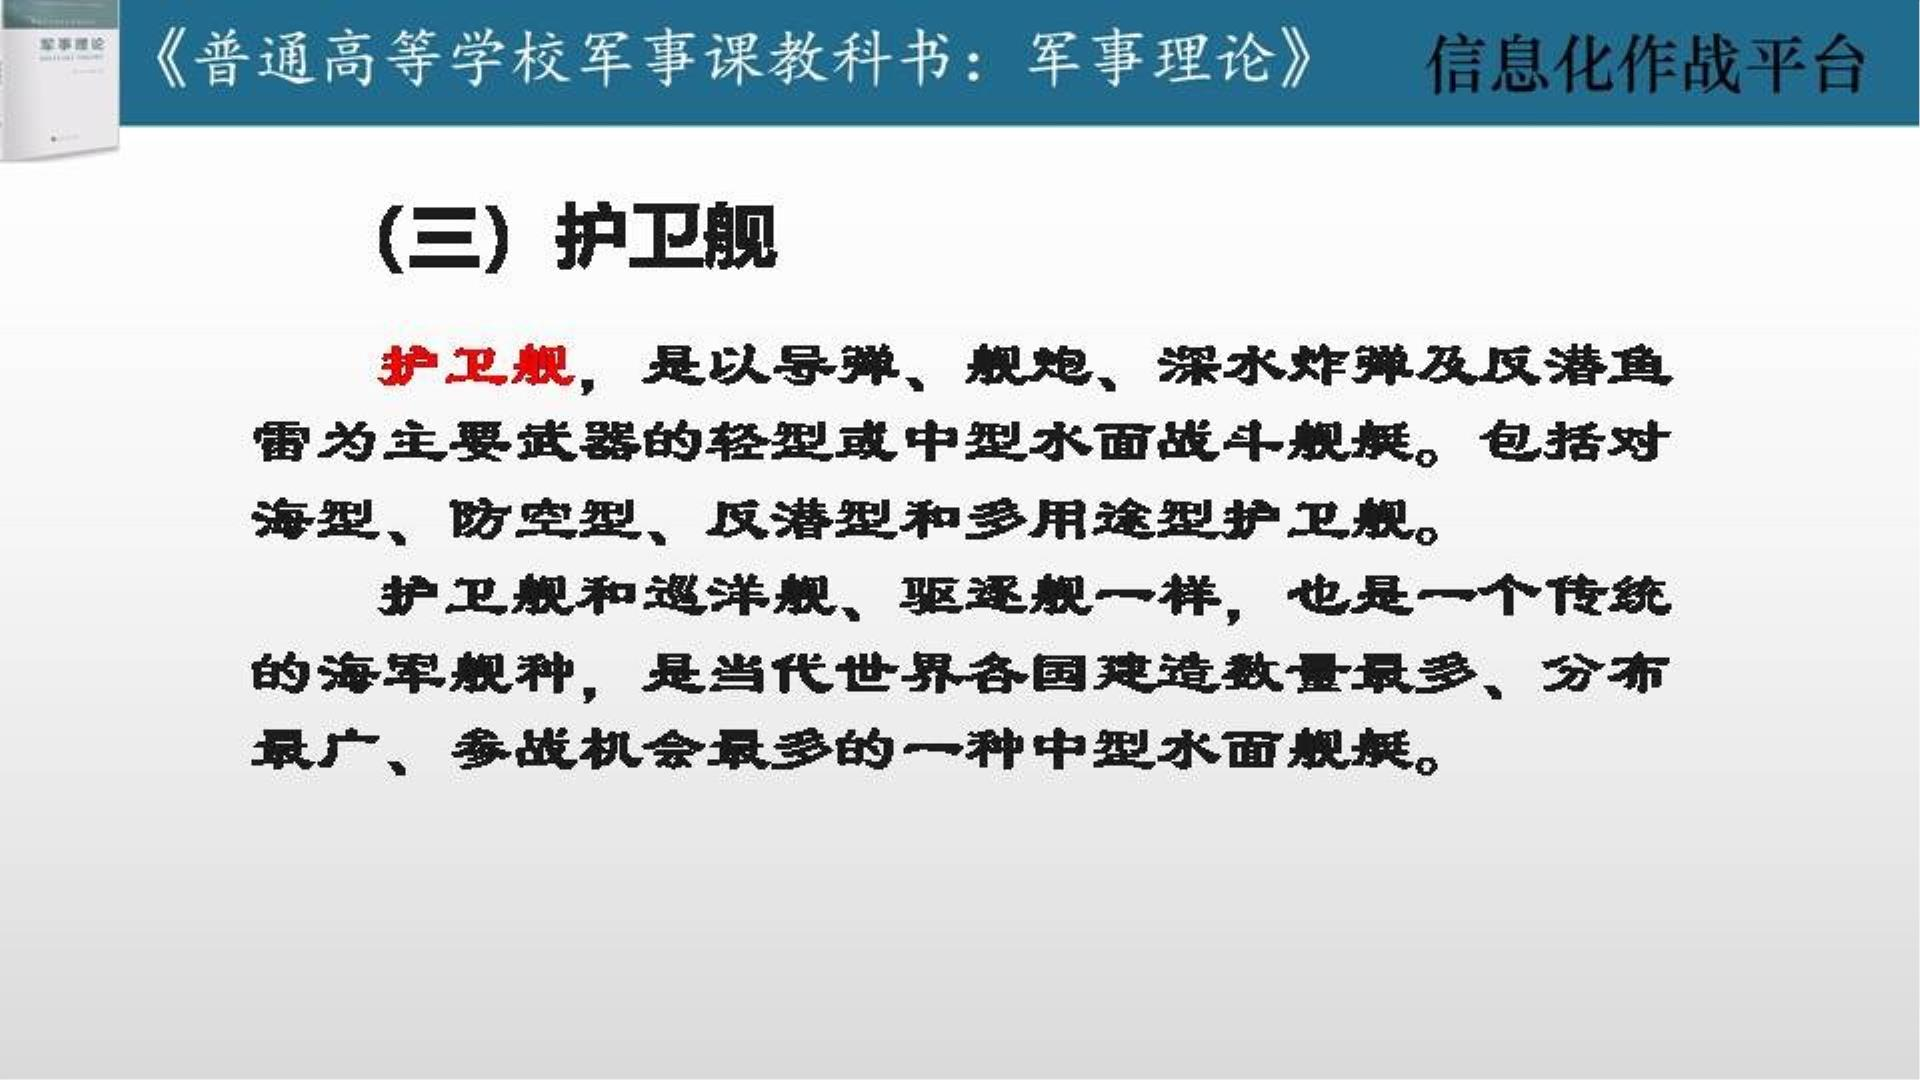 军事理论
《普通高等学校军事课教科书：军事理论》
信息化作战平台
（三）护卫舰
护卫舰，是以导弹、舰炮、深水炸弹及反潜鱼
雷为主要武器的轻型或中型水面战斗舰艇。包括对
海型、防空型、反潜型和多用途型护卫舰。
护卫舰和巡洋舰、驱逐舰一样，也是一个传统
的海军舰种，是当代世界各国建造数量最多、分布
最广、参战机会最多的一种中型水面舰艇。